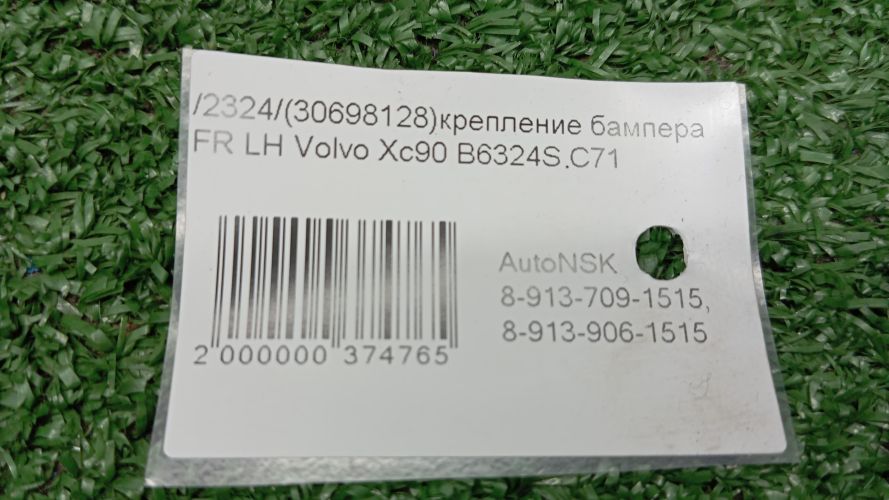 /2324/(30698128)крепление бампера
FR LH Volvo Xc90 B6324S.C71
AutoNSK
8-913-709-1515,
8-913-906-1515
2 000000 374765